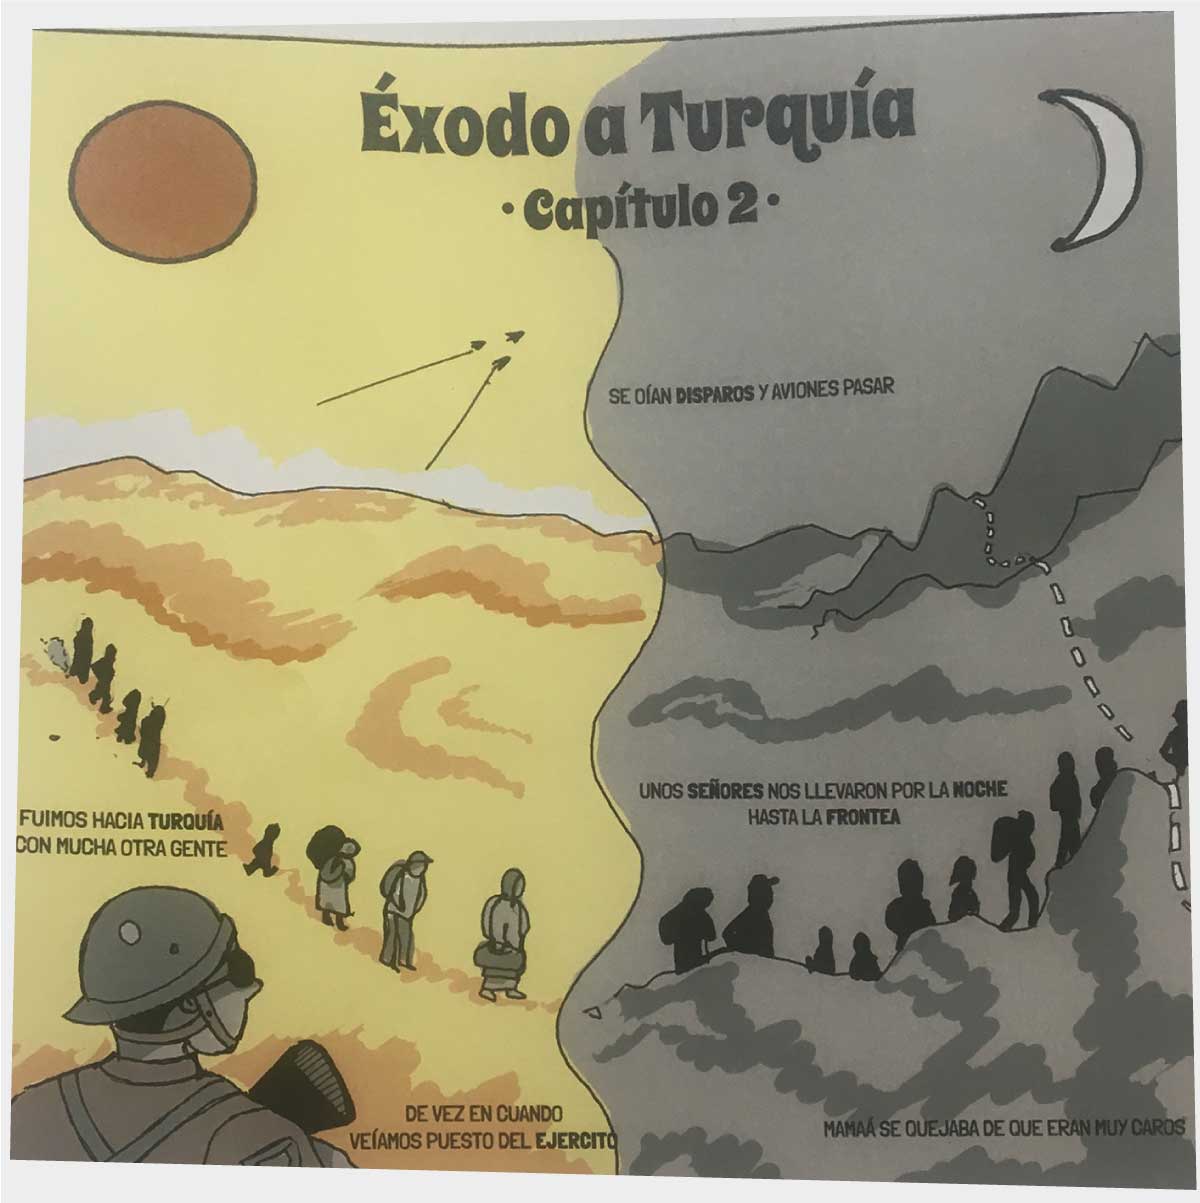 Éxodo a Turquía
· Capítulo 2 ·
SE OÍAN DISPAROS Y AVIONES PASAR
FUIMOS HACIA TURQUÍA
CON MUCHA OTRA GENTE
UNOS SEÑORES NOS LLEVARON POR LA NOCHE
HASTA LA FRONTEA
DE VEZ EN CUANDO
VEÍAMOS PUESTO DEL EJERCITO
MAMAÁ SE QUEJABA DE QUE ERAN MUY CAROS